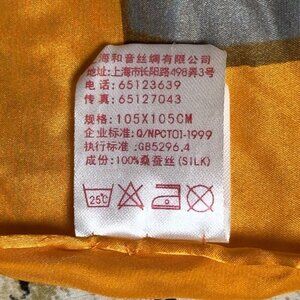 上海和音丝绸有限公司
地址:上海市长阳路498弄3号
电话:65123639
传真:65127043
规格:105X105CM
企业标准:Q/NPCT01-1999
执行标准:GB5296.4
成份:100%桑蚕丝(SILK)
25℃